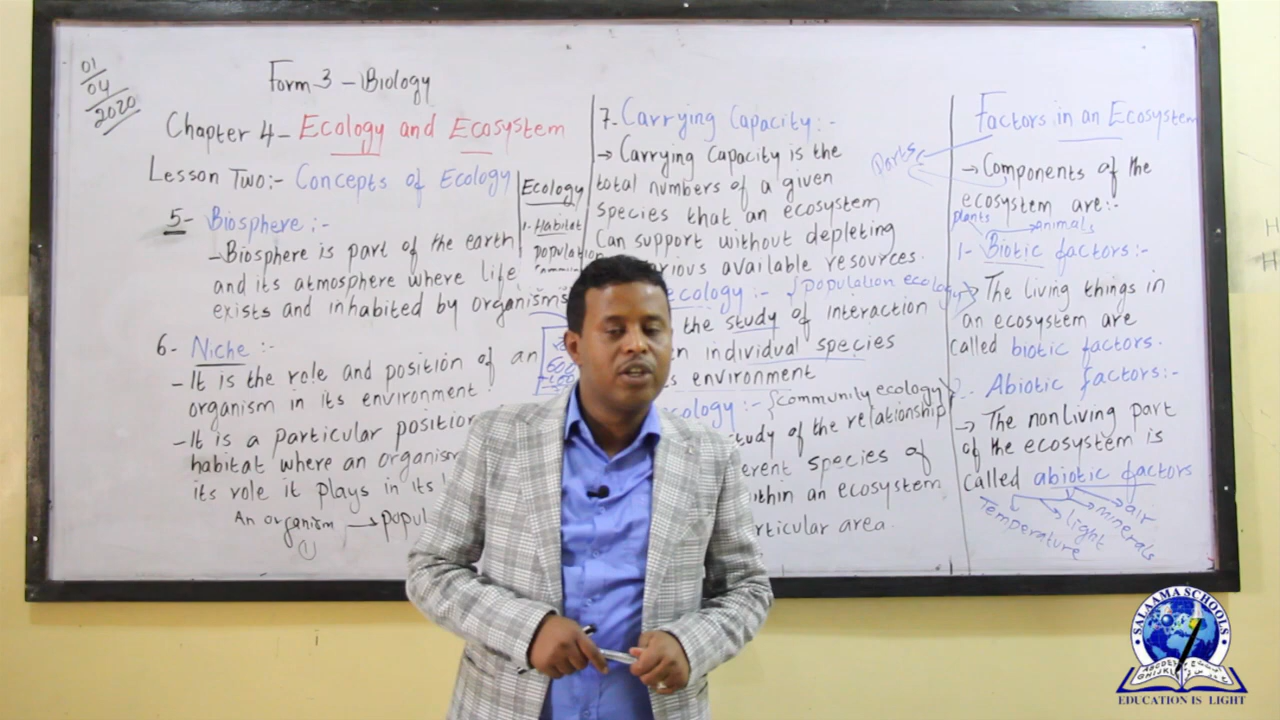 01
04
2020
Form 3 - Biology
Chapter 4 - Ecology and Ecosystem
Lesson Two:- Concepts of Ecology
5- Biosphere :-
-Biosphere is part of the earth
and its atmosphere where life
exists and inhabited by organisms
6- Niche :-
- It is the role and position of an
organism in its environment
- It is a particular position
habitat where an organism
its role it plays in its
An organism → popul
1
Ecology
1- Habitat
population
7- Carrying Capacity :-
→ Carrying Capacity is the
total numbers of a given
species that an ecosystem
Can support without depleting
various available resources.
ecology :- {population ecology}
the study of interaction
individual species
environment
ecology :- {community ecology}
study of the relationship
erent species of
within an ecosystem
particular area.
Factors in an Ecosystem
Parts
→ Components of the
ecosystem are:-
plants → animals
1- Biotic factors:-
→ The living things in
an ecosystem are
called biotic factors.
2- Abiotic factors:-
→ The nonliving part
of the ecosystem is
called abiotic factors
Temperature light minerals air
SALAAMA SCHOOLS
EDUCATION IS LIGHT